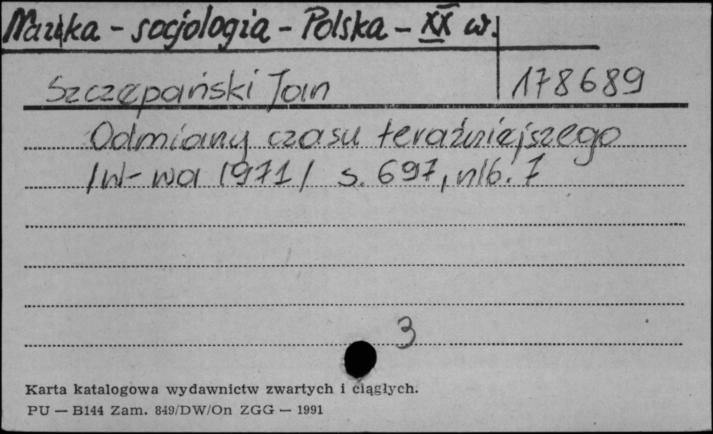 Nauka - socjologia - Polska - XX w.
Szczepański Jan 178689
Odmiany czasu teraźniejszego
/W-wa 1971/ s. 697, nlb. 7
3
Karta katalogowa wydawnictw zwartych i ciągłych.
PU — B144 Zam. 849/DW/On ZGG — 1991